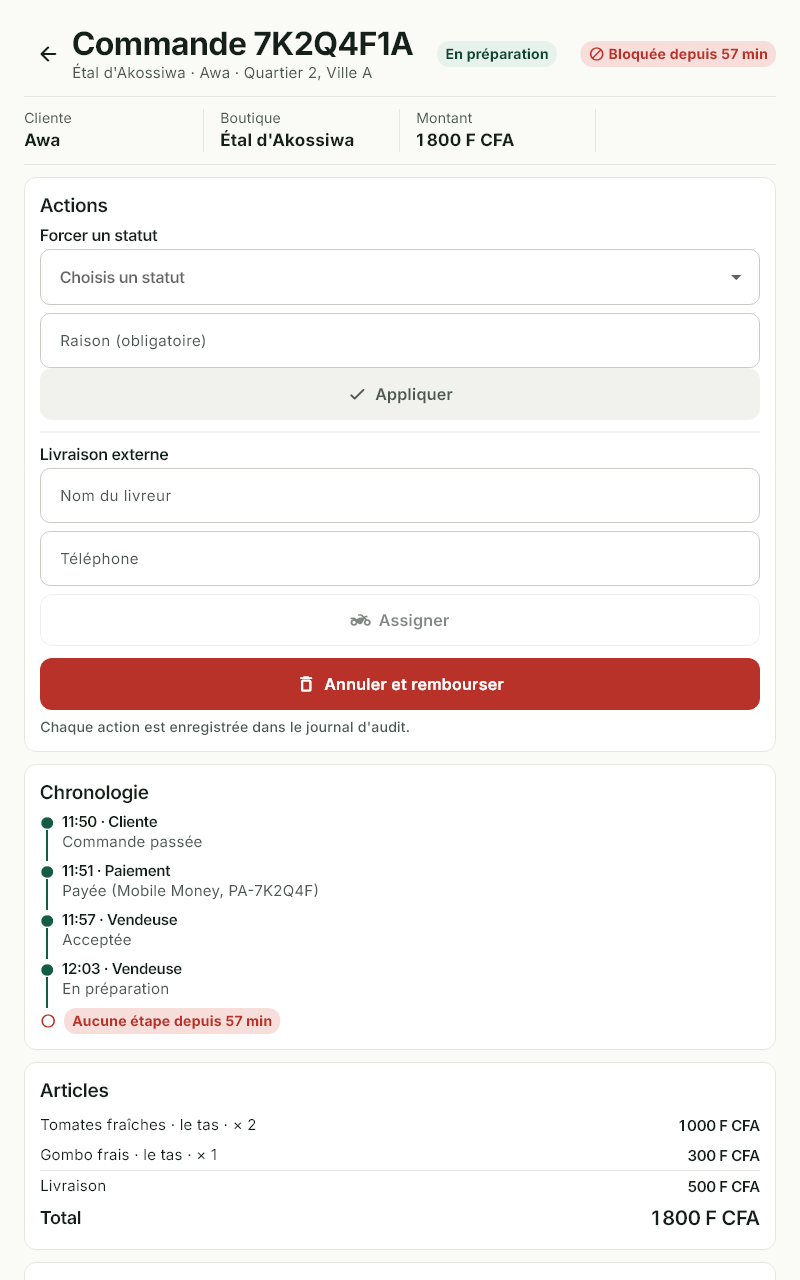 Commande 7K2Q4F1A
En préparation
Bloquée depuis 57 min
Étal d'Akossiwa · Awa · Quartier 2, Ville A
Cliente
Awa
Boutique
Étal d'Akossiwa
Montant
1 800 F CFA
Actions
Forcer un statut
Choisis un statut
Raison (obligatoire)
Appliquer
Livraison externe
Nom du livreur
Téléphone
Assigner
Annuler et rembourser
Chaque action est enregistrée dans le journal d'audit.
Chronologie
11:50 · Cliente
Commande passée
11:51 · Paiement
Payée (Mobile Money, PA-7K2Q4F)
11:57 · Vendeuse
Acceptée
12:03 · Vendeuse
En préparation
Aucune étape depuis 57 min
Articles
Tomates fraîches · le tas · × 2 1 000 F CFA
Gombo frais · le tas · × 1 300 F CFA
Livraison 500 F CFA
Total 1 800 F CFA